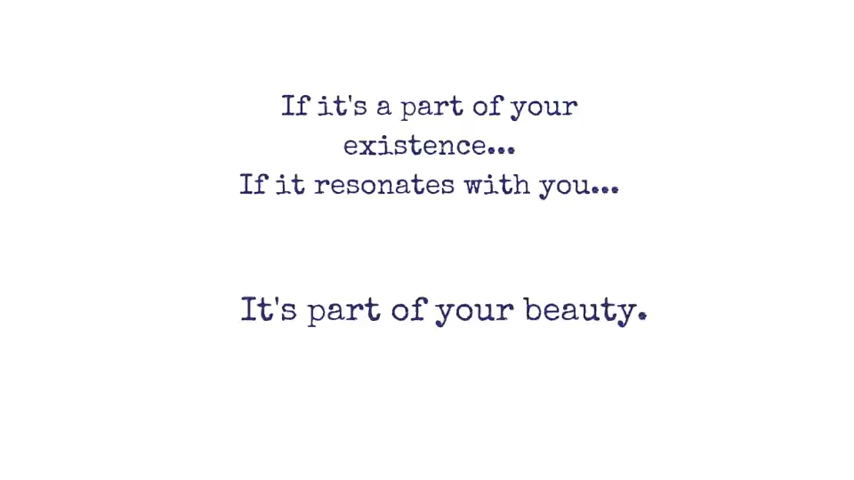 If it's a part of your
existence...
If it resonates with you...
It's part of your beauty.